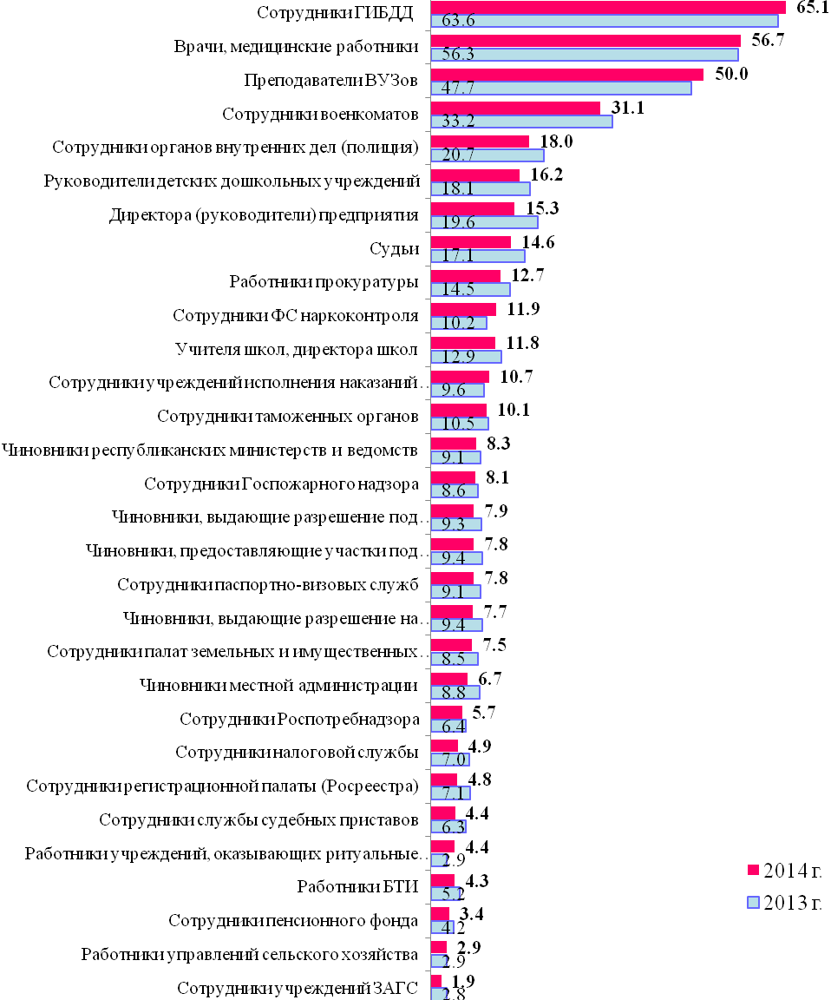 Сотрудники ГИБДД 65.1
63.6
Врачи, медицинские работники 56.7
56.3
Преподаватели ВУЗов 50.0
47.7
Сотрудники военкоматов 31.1
33.2
Сотрудники органов внутренних дел (полиция) 18.0
20.7
Руководители детских дошкольных учреждений 16.2
18.1
Директора (руководители) предприятия 15.3
19.6
Судьи 14.6
17.1
Работники прокуратуры 12.7
14.5
Сотрудники ФС наркоконтроля 11.9
10.2
Учителя школ, директора школ 11.8
12.9
Сотрудники учреждений исполнения наказаний.. 10.7
9.6
Сотрудники таможенных органов 10.1
10.5
Чиновники республиканских министерств и ведомств 8.3
9.1
Сотрудники Госпожарного надзора 8.1
8.6
Чиновники, выдающие разрешение под.. 7.9
9.3
Чиновники, предоставляющие участки под.. 7.8
9.4
Сотрудники паспортно-визовых служб 7.8
9.1
Чиновники, выдающие разрешение на.. 7.7
9.4
Сотрудники палат земельных и имущественных.. 7.5
8.5
Чиновники местной администрации 6.7
8.8
Сотрудники Роспотребнадзора 5.7
6.4
Сотрудники налоговой службы 4.9
7.0
Сотрудники регистрационной палаты (Росреестра) 4.8
7.1
Сотрудники службы судебных приставов 4.4
6.3
Работники учреждений, оказывающих ритуальные.. 4.4
2.9
Работники БТИ 4.3
5.2
Сотрудники пенсионного фонда 3.4
4.2
Работники управлений сельского хозяйства 2.9
2.9
Сотрудники учреждений ЗАГС 1.9
2.8
2014 г.
2013 г.